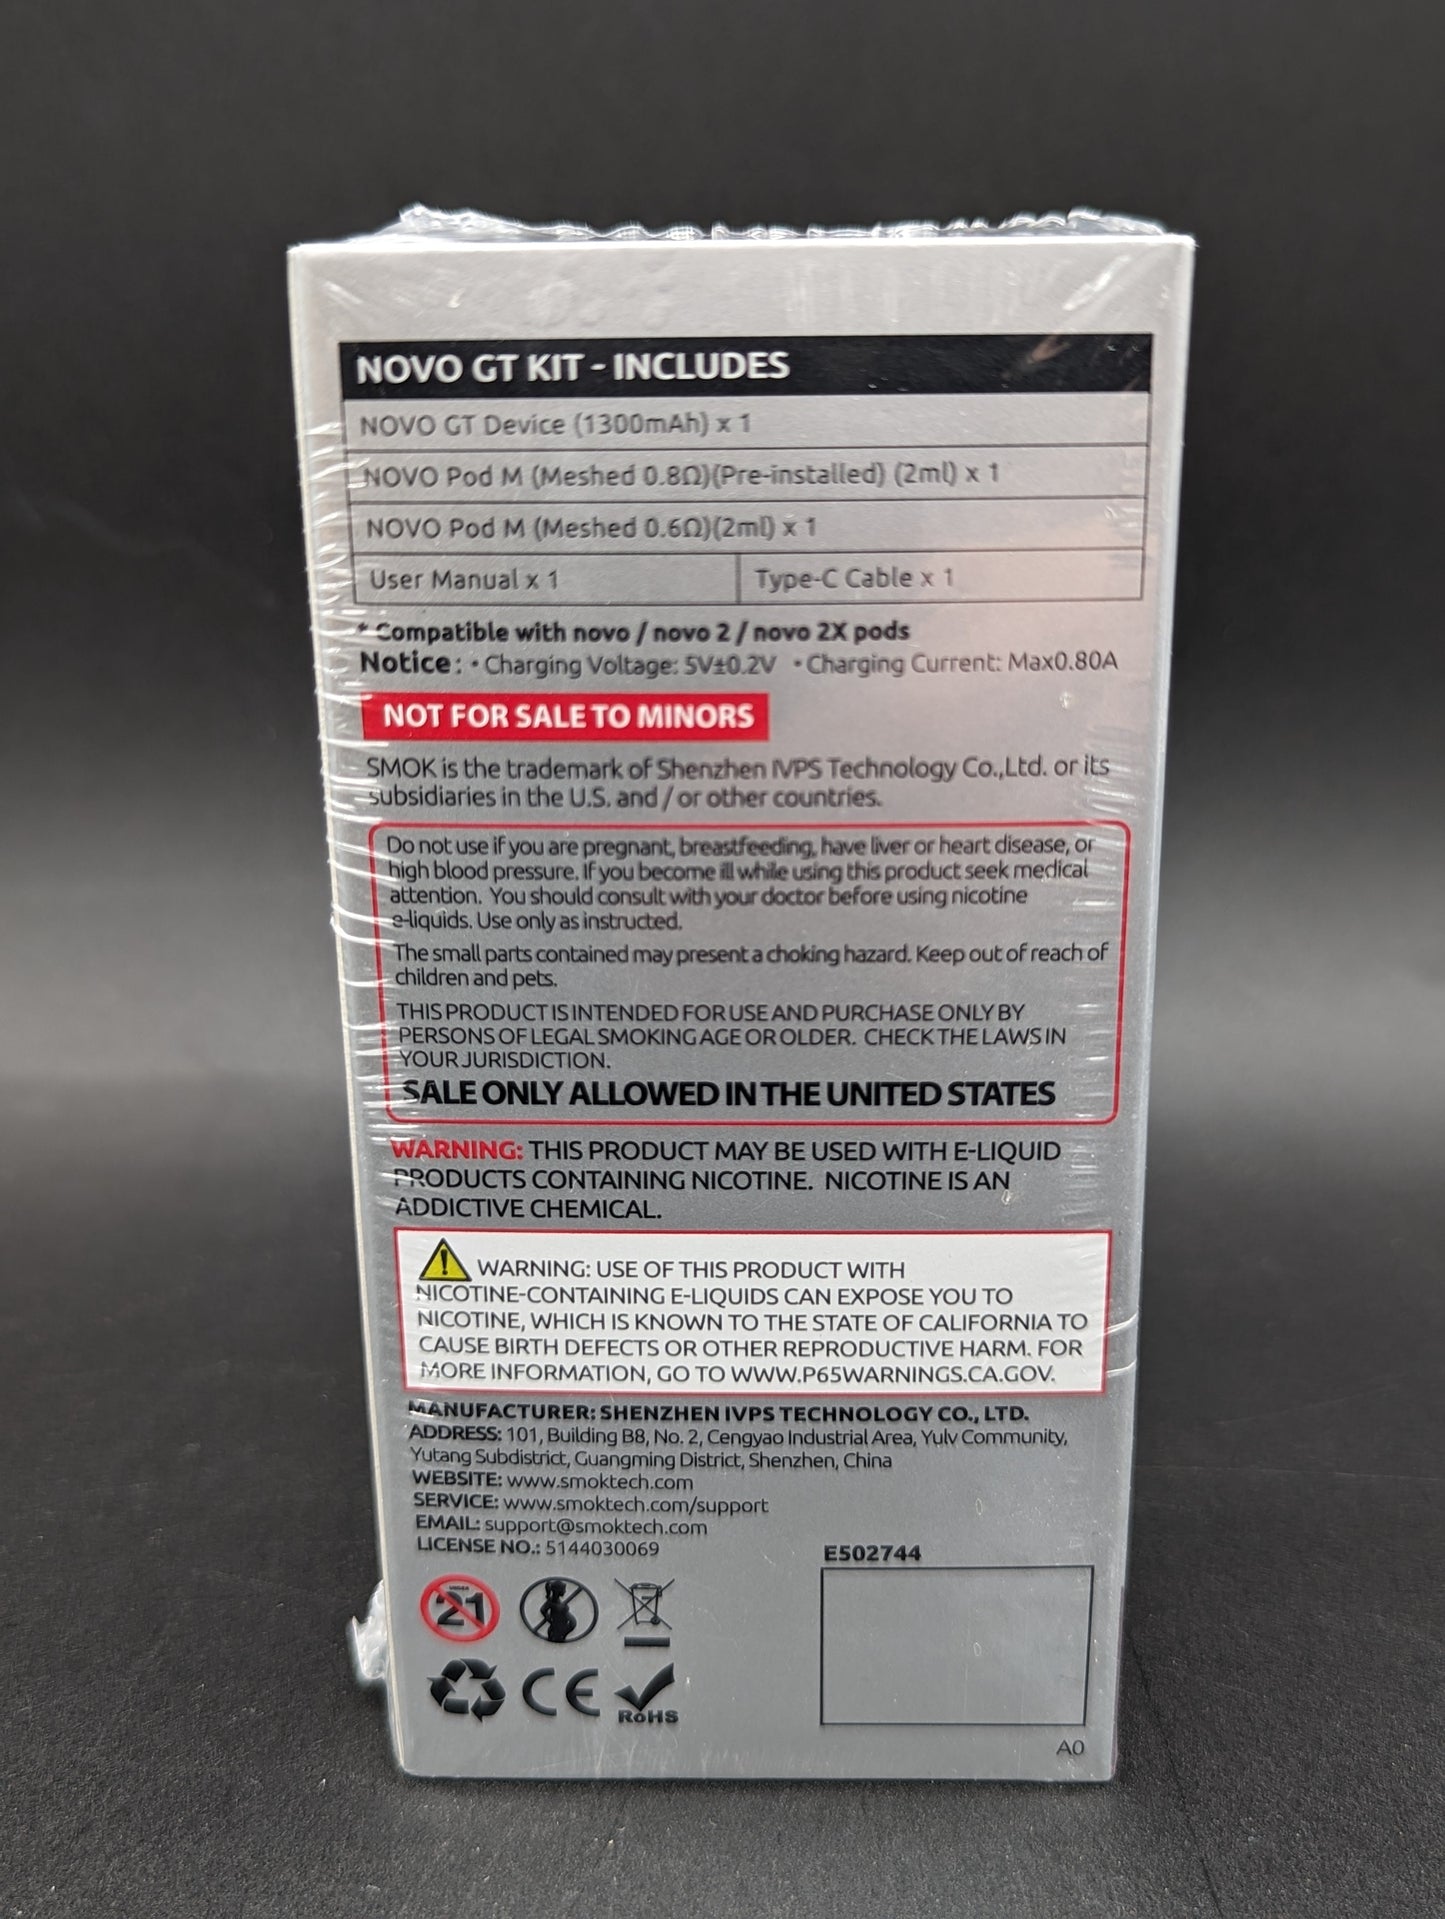 NOVO GT KIT - INCLUDES
NOVO GT Device (1300mAh) x 1
NOVO Pod M (Meshed 0.8Ω)(Pre-installed) (2ml) x 1
NOVO Pod M (Meshed 0.6Ω)(2ml) x 1
User Manual x 1
Type-C Cable x 1
* Compatible with novo / novo 2 / novo 2X pods
Notice: • Charging Voltage: 5V±0.2V • Charging Current: Max0.80A
NOT FOR SALE TO MINORS
SMOK is the trademark of Shenzhen IVPS Technology Co.,Ltd. or its
subsidiaries in the U.S. and / or other countries.
Do not use if you are pregnant, breastfeeding, have liver or heart disease, or
high blood pressure. If you become ill while using this product seek medical
attention. You should consult with your doctor before using nicotine
e-liquids. Use only as instructed.
The small parts contained may present a choking hazard. Keep out of reach of
children and pets.
THIS PRODUCT IS INTENDED FOR USE AND PURCHASE ONLY BY
PERSONS OF LEGAL SMOKING AGE OR OLDER. CHECK THE LAWS IN
YOUR JURISDICTION.
SALE ONLY ALLOWED IN THE UNITED STATES
WARNING: THIS PRODUCT MAY BE USED WITH E-LIQUID
PRODUCTS CONTAINING NICOTINE. NICOTINE IS AN
ADDICTIVE CHEMICAL.
WARNING: USE OF THIS PRODUCT WITH
NICOTINE-CONTAINING E-LIQUIDS CAN EXPOSE YOU TO
NICOTINE, WHICH IS KNOWN TO THE STATE OF CALIFORNIA TO
CAUSE BIRTH DEFECTS OR OTHER REPRODUCTIVE HARM. FOR
MORE INFORMATION, GO TO WWW.P65WARNINGS.CA.GOV.
MANUFACTURER: SHENZHEN IVPS TECHNOLOGY CO., LTD.
ADDRESS: 101, Building B8, No. 2, Cengyao Industrial Area, Yulv Community,
Yutang Subdistrict, Guangming District, Shenzhen, China
WEBSITE: www.smoktech.com
SERVICE: www.smoktech.com/support
EMAIL: support@smoktech.com
LICENSE NO.: 5144030069
E502744
UNDER
21
CE
RoHS
A0